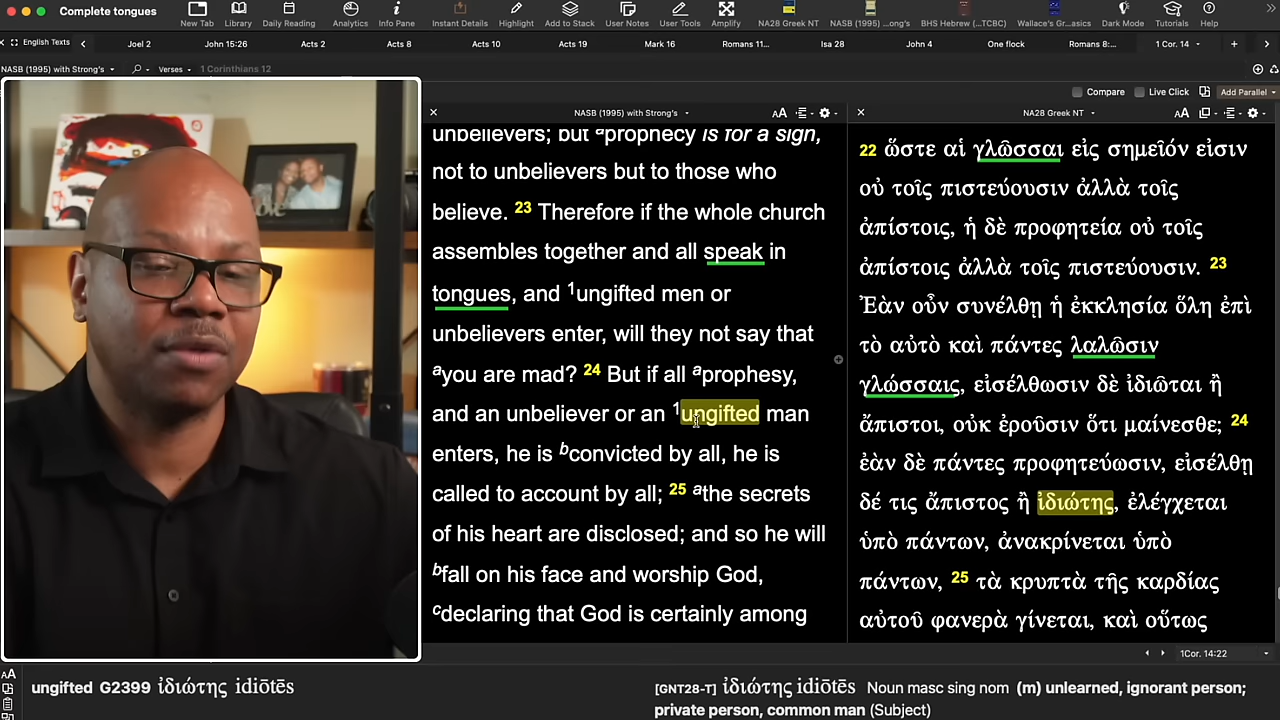 Complete tongues
New Tab
Library
Daily Reading
Analytics
Info Pane
Instant Details
Highlight
Add to Stack
User Notes
User Tools
Amplify
NA28 Greek NT
NASB (1995) ...ong's
BHS Hebrew (...TCBC)
Wallace's Gr...asics
Dark Mode
Tutorials
Help
English Texts
Joel 2
John 15:26
Acts 2
Acts 8
Acts 10
Acts 19
Mark 16
Romans 11...
Isa 28
John 4
One flock
Romans 8:...
1 Cor. 14
NASB (1995) with Strong's
Verses
1 Corinthians 12
Compare
Live Click
Add Parallel
NASB (1995) with Strong's
AA
unbelievers; but ᵃprophecy is for a sign,
not to unbelievers but to those who
believe. 23 Therefore if the whole church
assembles together and all speak in
tongues, and ¹ungifted men or
unbelievers enter, will they not say that
ᵃyou are mad? 24 But if all ᵃprophesy,
and an unbeliever or an ¹ungifted man
enters, he is ᵇconvicted by all, he is
called to account by all; 25 ᵃthe secrets
of his heart are disclosed; and so he will
ᵇfall on his face and worship God,
ᶜdeclaring that God is certainly among
NA28 Greek NT
AA
22 ὥστε αἱ γλῶσσαι εἰς σημεῖόν εἰσιν
οὐ τοῖς πιστεύουσιν ἀλλὰ τοῖς
ἀπίστοις, ἡ δὲ προφητεία οὐ τοῖς
ἀπίστοις ἀλλὰ τοῖς πιστεύουσιν. 23
Ἐὰν οὖν συνέλθῃ ἡ ἐκκλησία ὅλη ἐπὶ
τὸ αὐτὸ καὶ πάντες λαλῶσιν
γλώσσαις, εἰσέλθωσιν δὲ ἰδιῶται ἢ
ἄπιστοι, οὐκ ἐροῦσιν ὅτι μαίνεσθε; 24
ἐὰν δὲ πάντες προφητεύωσιν, εἰσέλθῃ
δέ τις ἄπιστος ἢ ἰδιώτης, ἐλέγχεται
ὑπὸ πάντων, ἀνακρίνεται ὑπὸ
πάντων, 25 τὰ κρυπτὰ τῆς καρδίας
αὐτοῦ φανερὰ γίνεται, καὶ οὕτως
1Cor. 14:22
AA
ungifted G2399 ἰδιώτης idiōtēs
[GNT28-T] ἰδιώτης idiōtēs Noun masc sing nom (m) unlearned, ignorant person;
private person, common man (Subject)